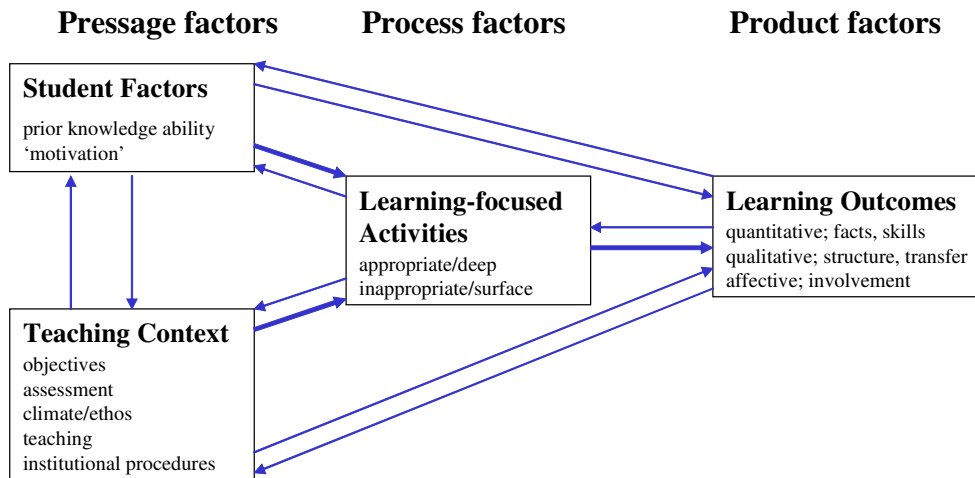 Pressage factors
Process factors
Product factors
Student Factors
prior knowledge ability
‘motivation’
Learning-focused
Activities
appropriate/deep
inappropriate/surface
Learning Outcomes
quantitative; facts, skills
qualitative; structure, transfer
affective; involvement
Teaching Context
objectives
assessment
climate/ethos
teaching
institutional procedures